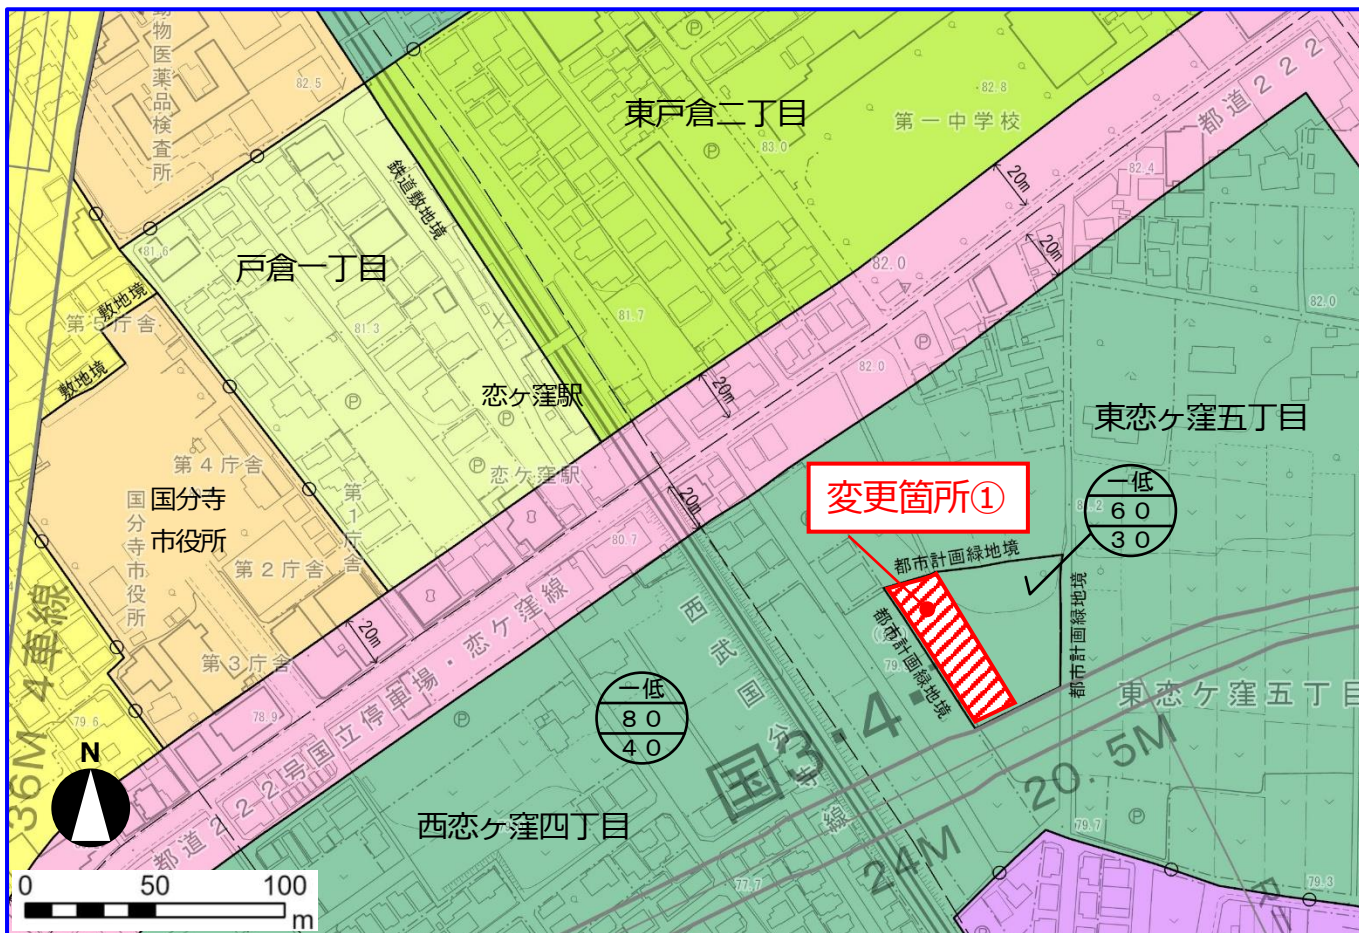 動物医薬品検査所
82.5
東戸倉二丁目
第一中学校
82.8
83.0
都道222
82.4
20m
20m
鉄道敷地境
戸倉一丁目
81.6
敷地境
第5庁舎
敷地境
81.3
81.7
82.0
82.0
82.0
恋ケ窪駅
恋ケ窪駅
20m
20m
東恋ケ窪五丁目
変更箇所①
一低
60
30
都市計画緑地境
都市計画緑地境
都市計画緑地境
第4庁舎
国分寺
市役所
国分寺市役所
第1庁舎
第2庁舎
第3庁舎
80.7
20m
78.9
79.6
36M 4車線
都道222号国立停車場・恋ケ窪線
西武国分寺線
一低
80
40
西恋ケ窪四丁目
国3・4・
東恋ケ窪五丁目
20.5M
24M
77.7
79.7
79.3
N
0 50 100
m